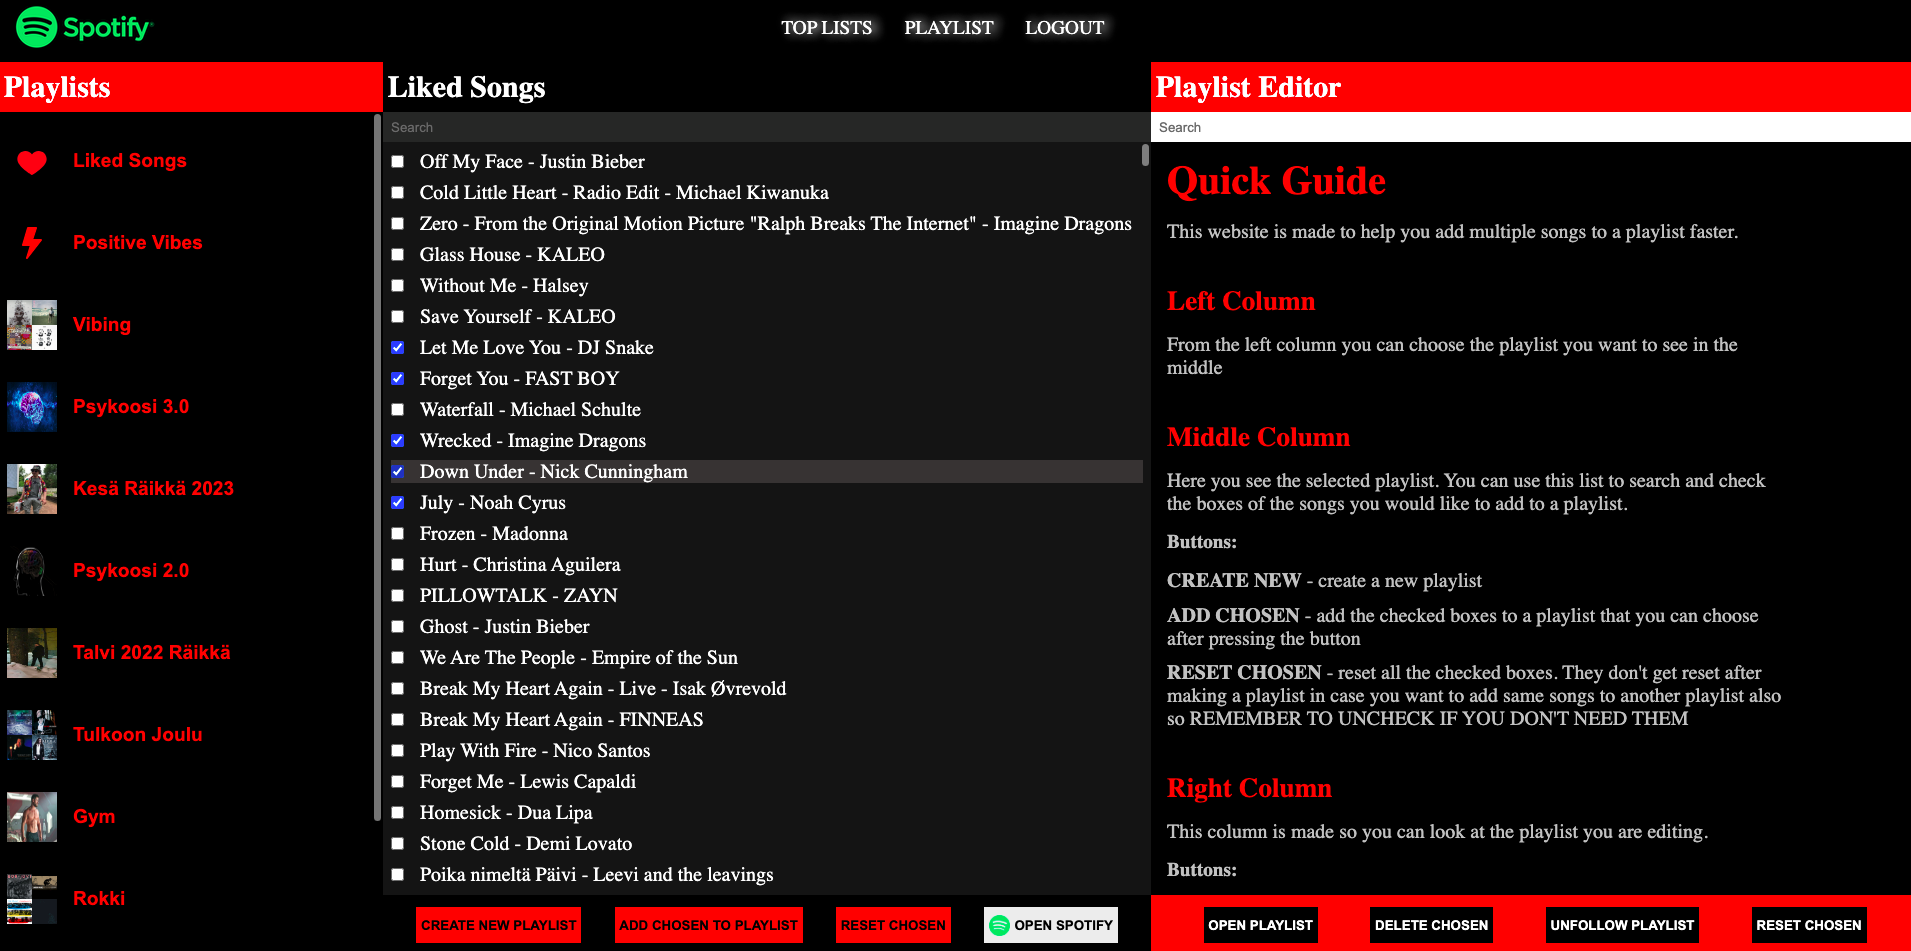 Spotify
TOP LISTS PLAYLIST LOGOUT
Playlists
Liked Songs
Positive Vibes
Vibing
Psykoosi 3.0
Kesä Räikkä 2023
Psykoosi 2.0
Talvi 2022 Räikkä
Tulkoon Joulu
Gym
Rokki
Liked Songs
Search
Off My Face - Justin Bieber
Cold Little Heart - Radio Edit - Michael Kiwanuka
Zero - From the Original Motion Picture "Ralph Breaks The Internet" - Imagine Dragons
Glass House - KALEO
Without Me - Halsey
Save Yourself - KALEO
Let Me Love You - DJ Snake
Forget You - FAST BOY
Waterfall - Michael Schulte
Wrecked - Imagine Dragons
Down Under - Nick Cunningham
July - Noah Cyrus
Frozen - Madonna
Hurt - Christina Aguilera
PILLOWTALK - ZAYN
Ghost - Justin Bieber
We Are The People - Empire of the Sun
Break My Heart Again - Live - Isak Øvrevold
Break My Heart Again - FINNEAS
Play With Fire - Nico Santos
Forget Me - Lewis Capaldi
Homesick - Dua Lipa
Stone Cold - Demi Lovato
Poika nimeltä Päivi - Leevi and the leavings
CREATE NEW PLAYLIST ADD CHOSEN TO PLAYLIST RESET CHOSEN OPEN SPOTIFY
Playlist Editor
Search
Quick Guide
This website is made to help you add multiple songs to a playlist faster.
Left Column
From the left column you can choose the playlist you want to see in the
middle
Middle Column
Here you see the selected playlist. You can use this list to search and check
the boxes of the songs you would like to add to a playlist.
Buttons:
CREATE NEW - create a new playlist
ADD CHOSEN - add the checked boxes to a playlist that you can choose
after pressing the button
RESET CHOSEN - reset all the checked boxes. They don't get reset after
making a playlist in case you want to add same songs to another playlist also
so REMEMBER TO UNCHECK IF YOU DON'T NEED THEM
Right Column
This column is made so you can look at the playlist you are editing.
Buttons:
OPEN PLAYLIST DELETE CHOSEN UNFOLLOW PLAYLIST RESET CHOSEN